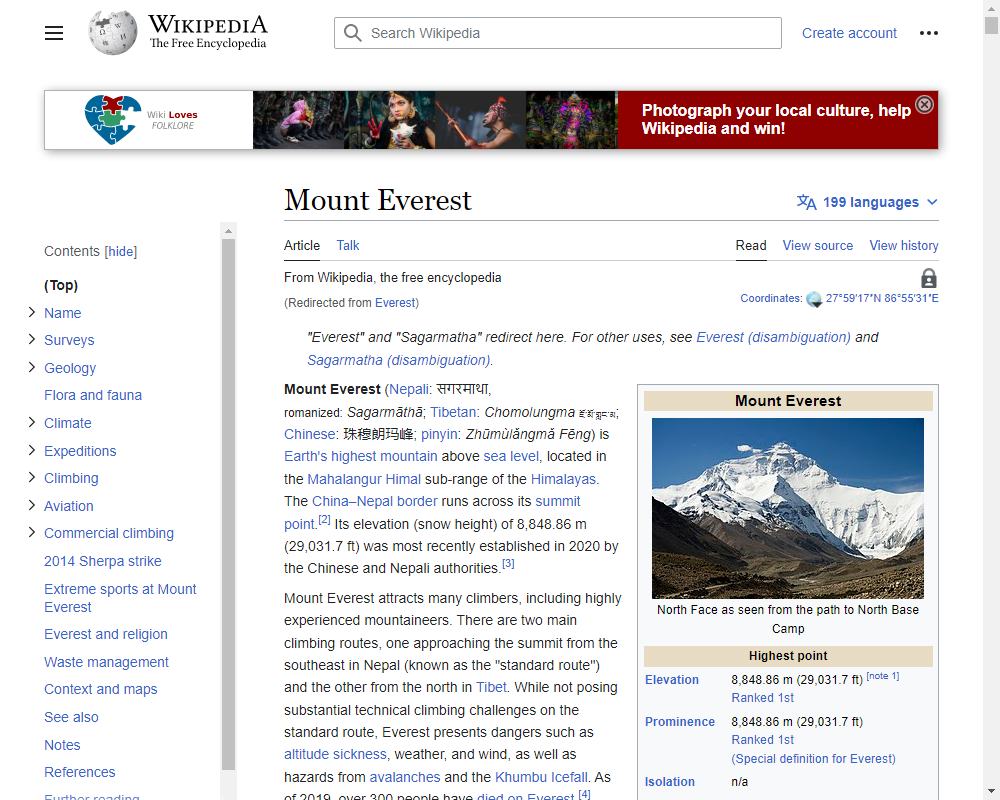 WIKIPEDIA
The Free Encyclopedia
Search Wikipedia
Create account
Wiki Loves
FOLKLORE
Photograph your local culture, help
Wikipedia and win!
Mount Everest
199 languages
Article Talk
Read View source View history
From Wikipedia, the free encyclopedia
(Redirected from Everest)
Coordinates: 27°59′17″N 86°55′31″E
Contents [hide]
(Top)
Name
Surveys
Geology
Flora and fauna
Climate
Expeditions
Climbing
Aviation
Commercial climbing
2014 Sherpa strike
Extreme sports at Mount
Everest
Everest and religion
Waste management
Context and maps
See also
Notes
References
Further reading
"Everest" and "Sagarmatha" redirect here. For other uses, see Everest (disambiguation) and
Sagarmatha (disambiguation).
Mount Everest (Nepali: सगरमाथा,
romanized: Sagarmāthā; Tibetan: Chomolungma ཇོ་མོ་གླང་མ;
Chinese: 珠穆朗玛峰; pinyin: Zhūmùlǎngmǎ Fēng) is
Earth's highest mountain above sea level, located in
the Mahalangur Himal sub-range of the Himalayas.
The China–Nepal border runs across its summit
point.[2] Its elevation (snow height) of 8,848.86 m
(29,031.7 ft) was most recently established in 2020 by
the Chinese and Nepali authorities.[3]
Mount Everest attracts many climbers, including highly
experienced mountaineers. There are two main
climbing routes, one approaching the summit from the
southeast in Nepal (known as the "standard route")
and the other from the north in Tibet. While not posing
substantial technical climbing challenges on the
standard route, Everest presents dangers such as
altitude sickness, weather, and wind, as well as
hazards from avalanches and the Khumbu Icefall. As
of 2019, over 300 people have died on Everest,[4]
Mount Everest
North Face as seen from the path to North Base
Camp
Highest point
Elevation 8,848.86 m (29,031.7 ft) [note 1]
Ranked 1st
Prominence 8,848.86 m (29,031.7 ft)
Ranked 1st
(Special definition for Everest)
Isolation n/a